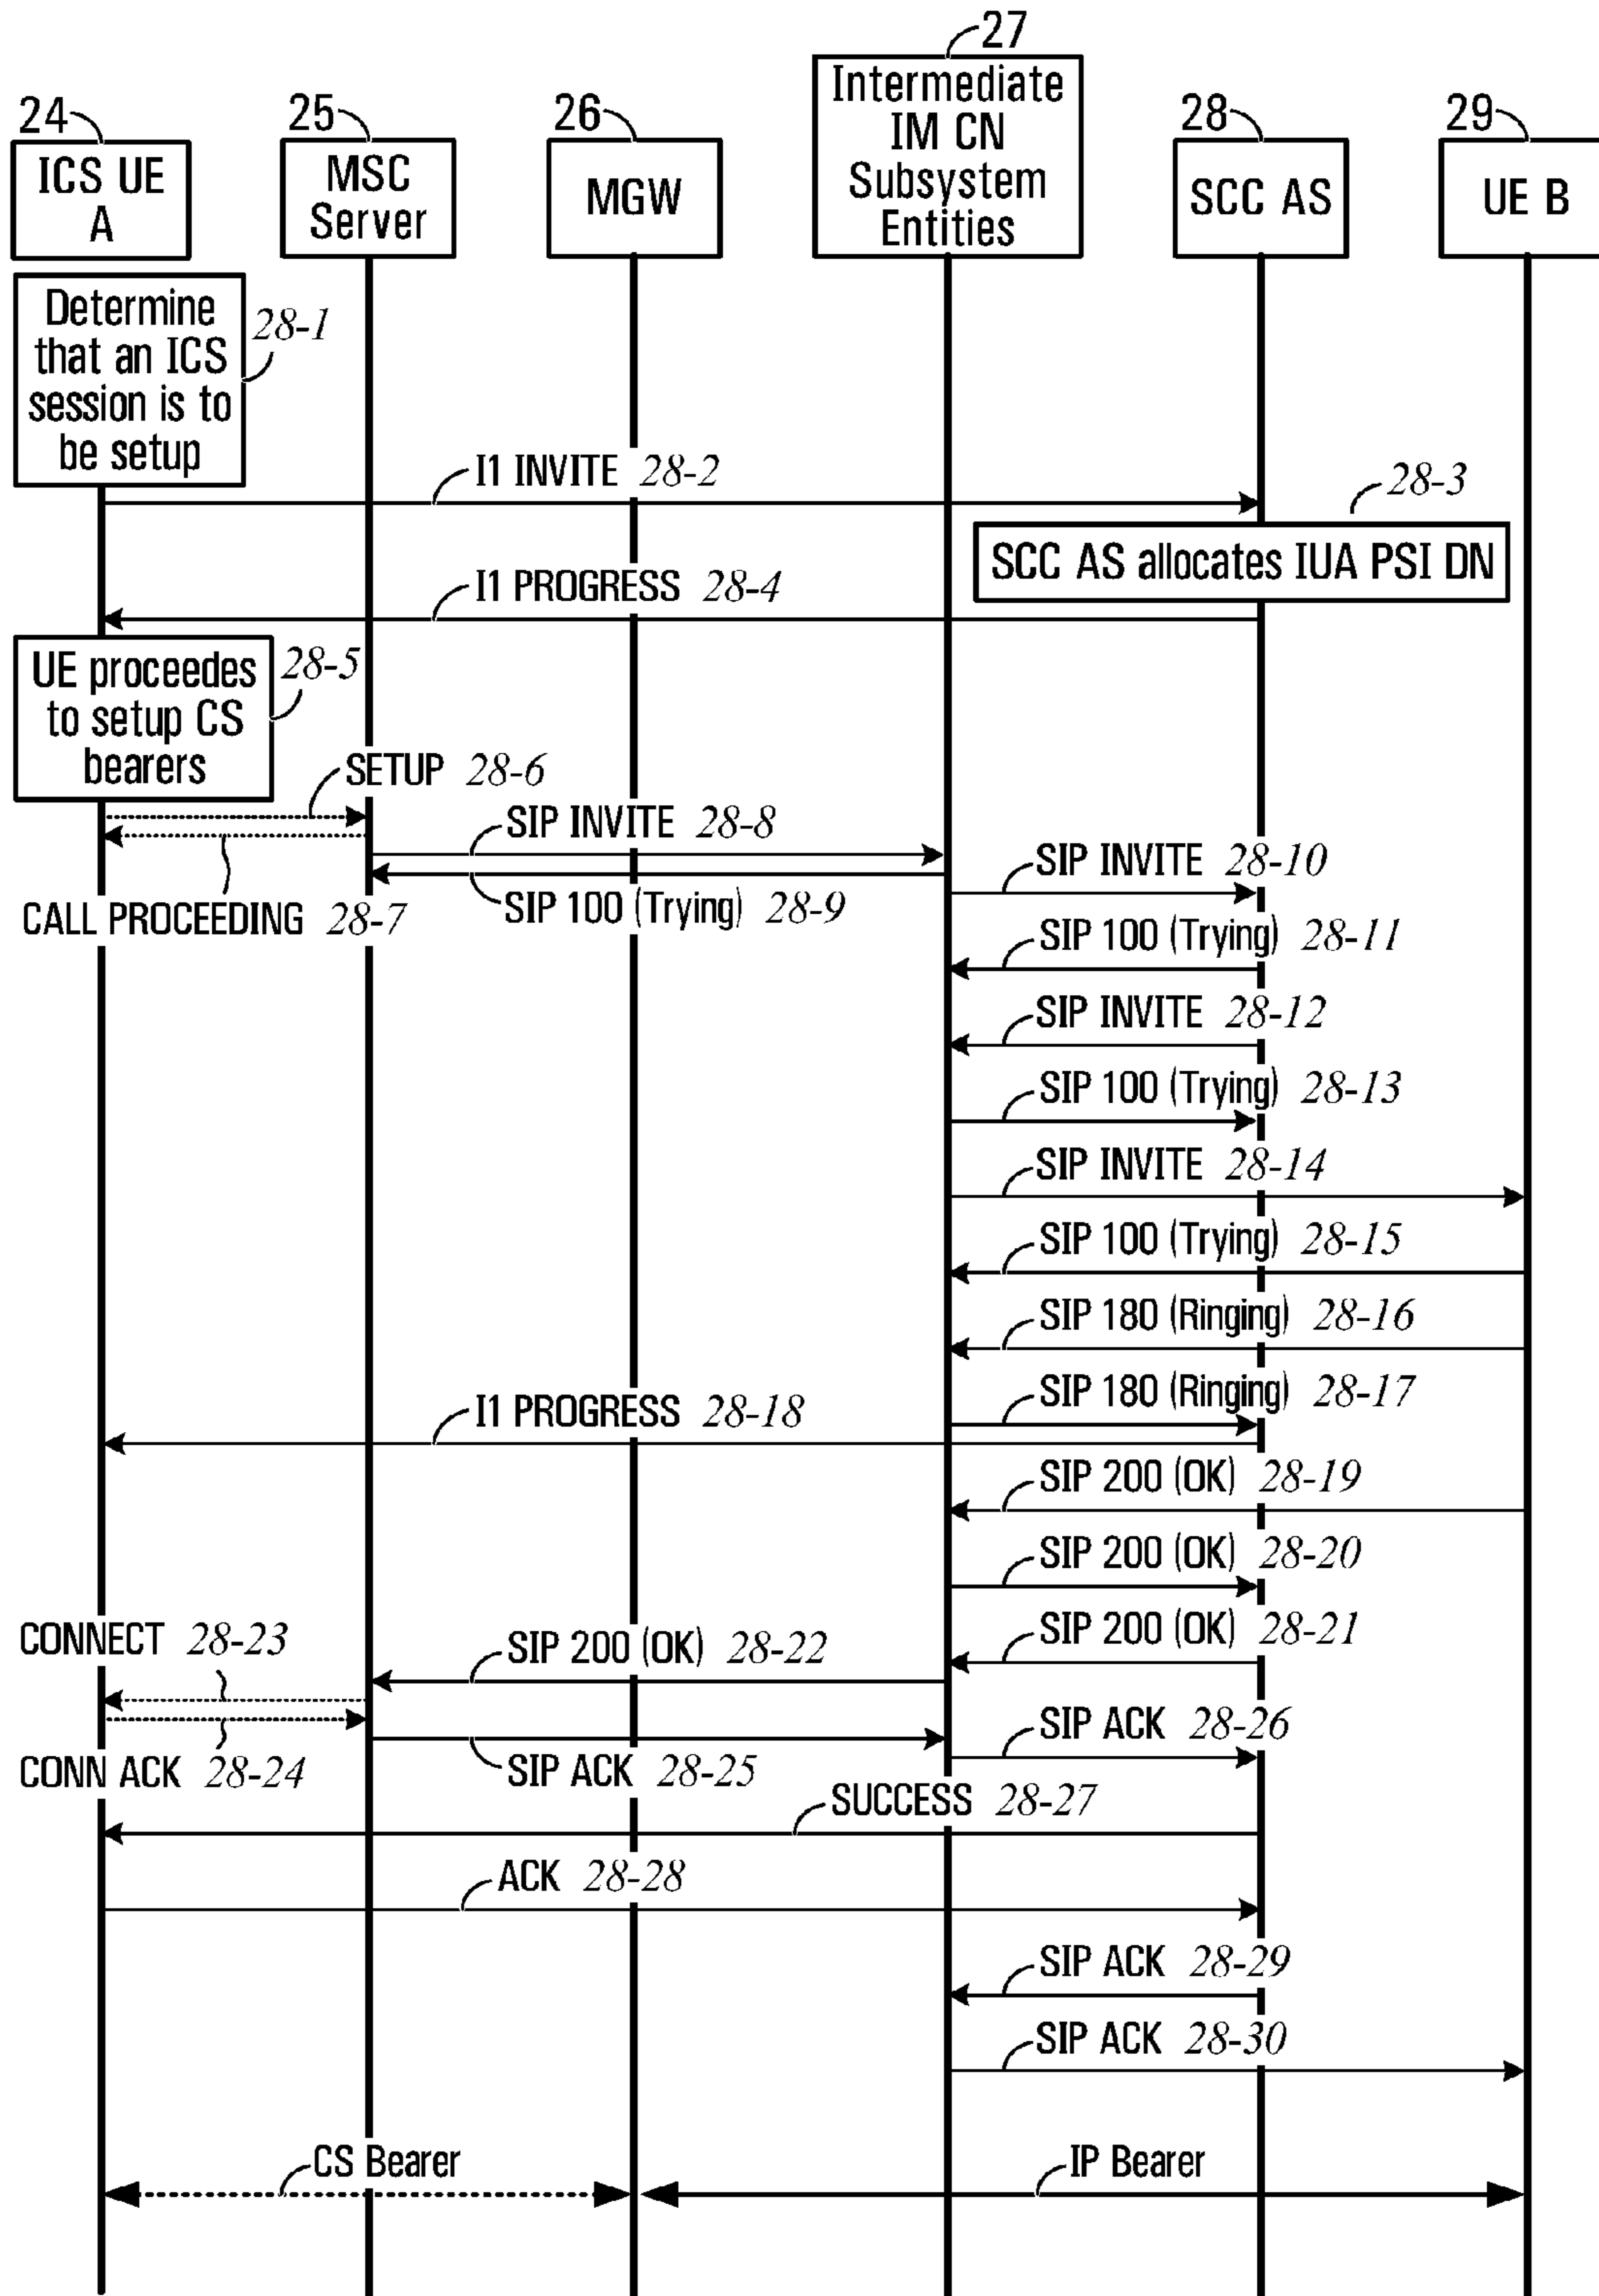 27
Intermediate
IM CN
Subsystem
Entities
24
ICS UE
A
25
MSC
Server
26
MGW
28
SCC AS
29
UE B
Determine
that an ICS
session is to
be setup
28-1
I1 INVITE 28-2
28-3
SCC AS allocates IUA PSI DN
I1 PROGRESS 28-4
UE proceedes
to setup CS
bearers
28-5
SETUP 28-6
CALL PROCEEDING 28-7
SIP INVITE 28-8
SIP 100 (Trying) 28-9
SIP INVITE 28-10
SIP 100 (Trying) 28-11
SIP INVITE 28-12
SIP 100 (Trying) 28-13
SIP INVITE 28-14
SIP 100 (Trying) 28-15
SIP 180 (Ringing) 28-16
SIP 180 (Ringing) 28-17
I1 PROGRESS 28-18
SIP 200 (OK) 28-19
SIP 200 (OK) 28-20
SIP 200 (OK) 28-21
SIP 200 (OK) 28-22
CONNECT 28-23
CONN ACK 28-24
SIP ACK 28-25
SIP ACK 28-26
SUCCESS 28-27
ACK 28-28
SIP ACK 28-29
SIP ACK 28-30
CS Bearer
IP Bearer